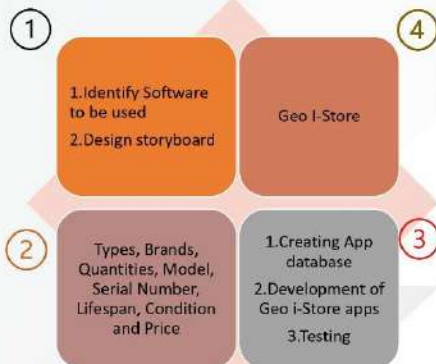 1
1.Identify Software
to be used
2.Design storyboard
4
Geo I-Store
2
Types, Brands,
Quantities, Model,
Serial Number,
Lifespan, Condition
and Price
3
1.Creating App
database
2.Development of
Geo i-Store apps
3.Testing